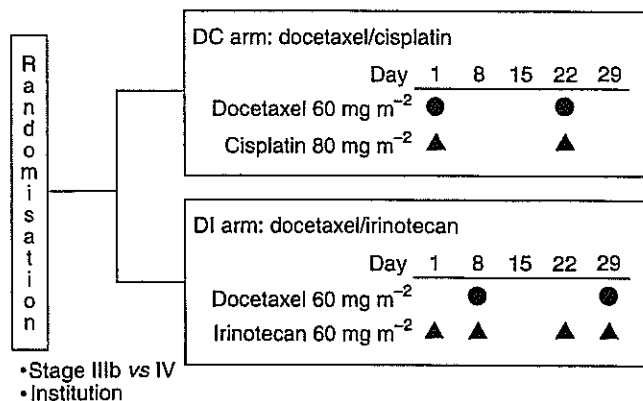 Randomisation
DC arm: docetaxel/cisplatin
Day 1 8 15 22 29
Docetaxel 60 mg m⁻²
Cisplatin 80 mg m⁻²
DI arm: docetaxel/irinotecan
Day 1 8 15 22 29
Docetaxel 60 mg m⁻²
Irinotecan 60 mg m⁻²
•Stage IIIb vs IV
•Institution